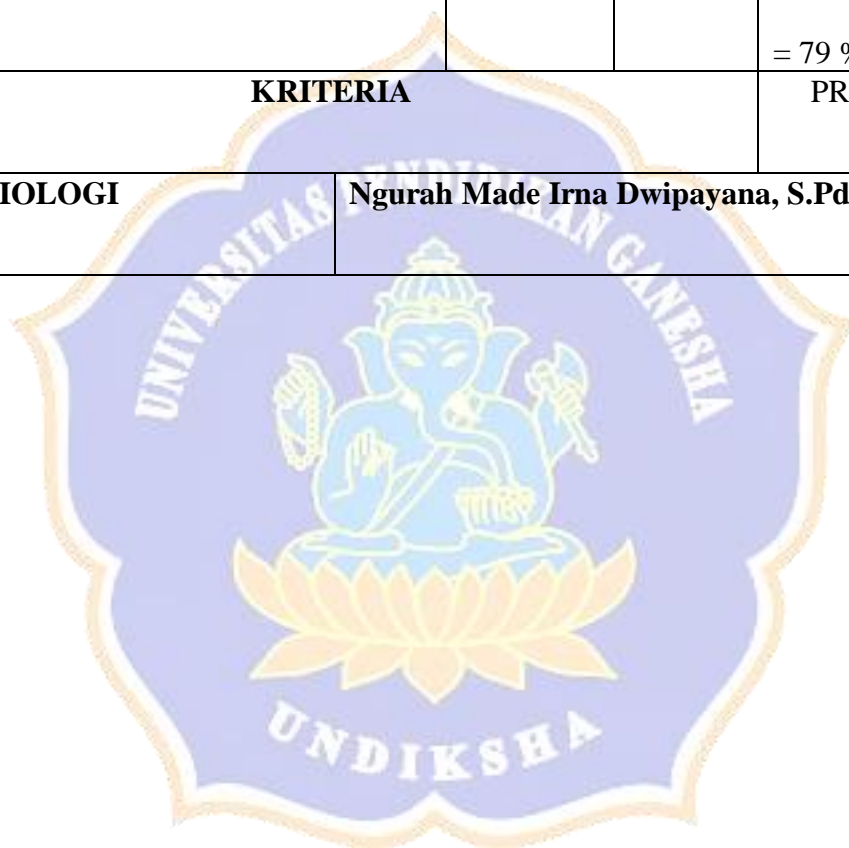 = 79 %
KRITERIA
PR
IOLOGI
Ngurah Made Irna Dwipayana, S.Pd
UNIVERSITAS PENDIDIKAN GANESHA
UNDIKSHA